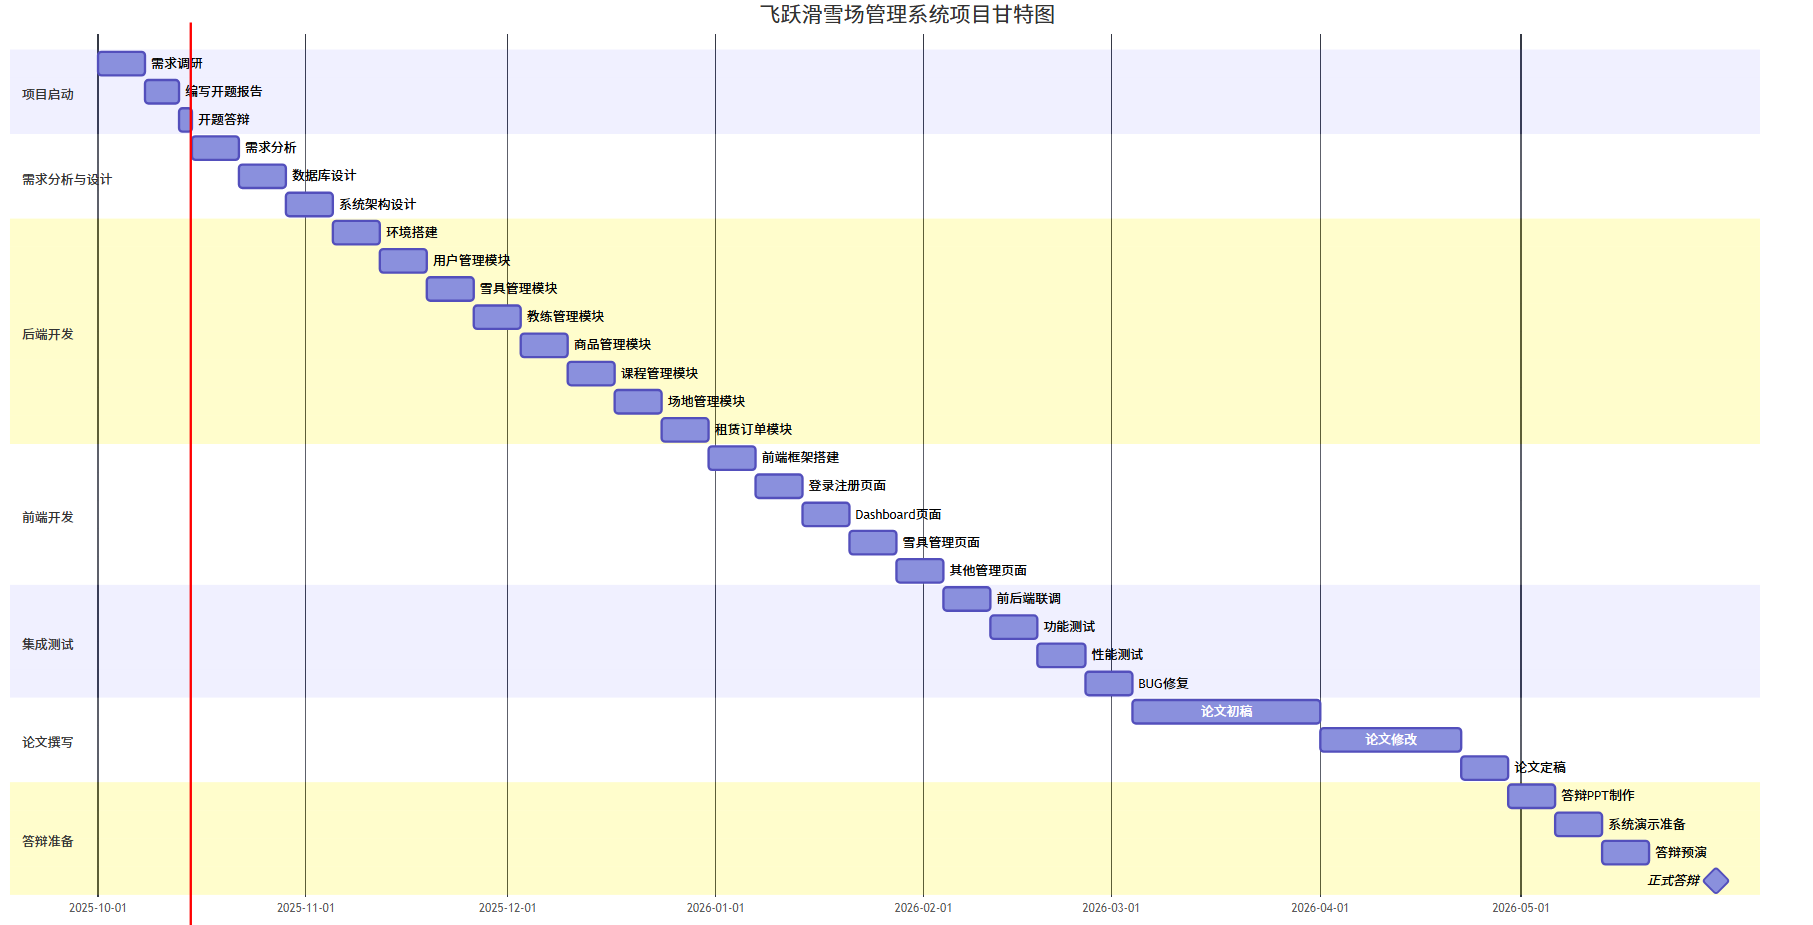 飞跃滑雪场管理系统项目甘特图
项目启动
需求调研
编写开题报告
开题答辩
需求分析与设计
需求分析
数据库设计
系统架构设计
后端开发
环境搭建
用户管理模块
雪具管理模块
教练管理模块
商品管理模块
课程管理模块
场地管理模块
租赁订单模块
前端开发
前端框架搭建
登录注册页面
Dashboard页面
雪具管理页面
其他管理页面
集成测试
前后端联调
功能测试
性能测试
BUG修复
论文撰写
论文初稿
论文修改
论文定稿
答辩准备
答辩PPT制作
系统演示准备
答辩预演
正式答辩
2025-10-01 2025-11-01 2025-12-01 2026-01-01 2026-02-01 2026-03-01 2026-04-01 2026-05-01